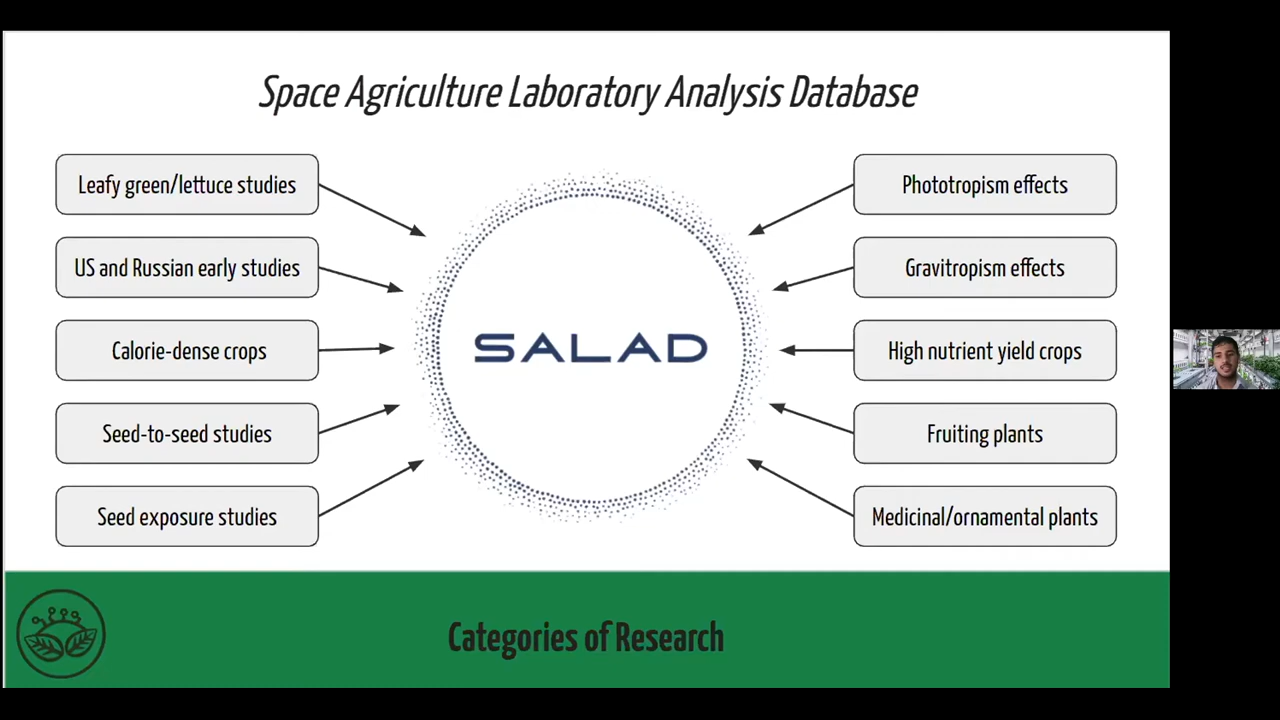 Space Agriculture Laboratory Analysis Database
Leafy green/lettuce studies
US and Russian early studies
Calorie-dense crops
Seed-to-seed studies
Seed exposure studies
SALAD
Phototropism effects
Gravitropism effects
High nutrient yield crops
Fruiting plants
Medicinal/ornamental plants
Categories of Research